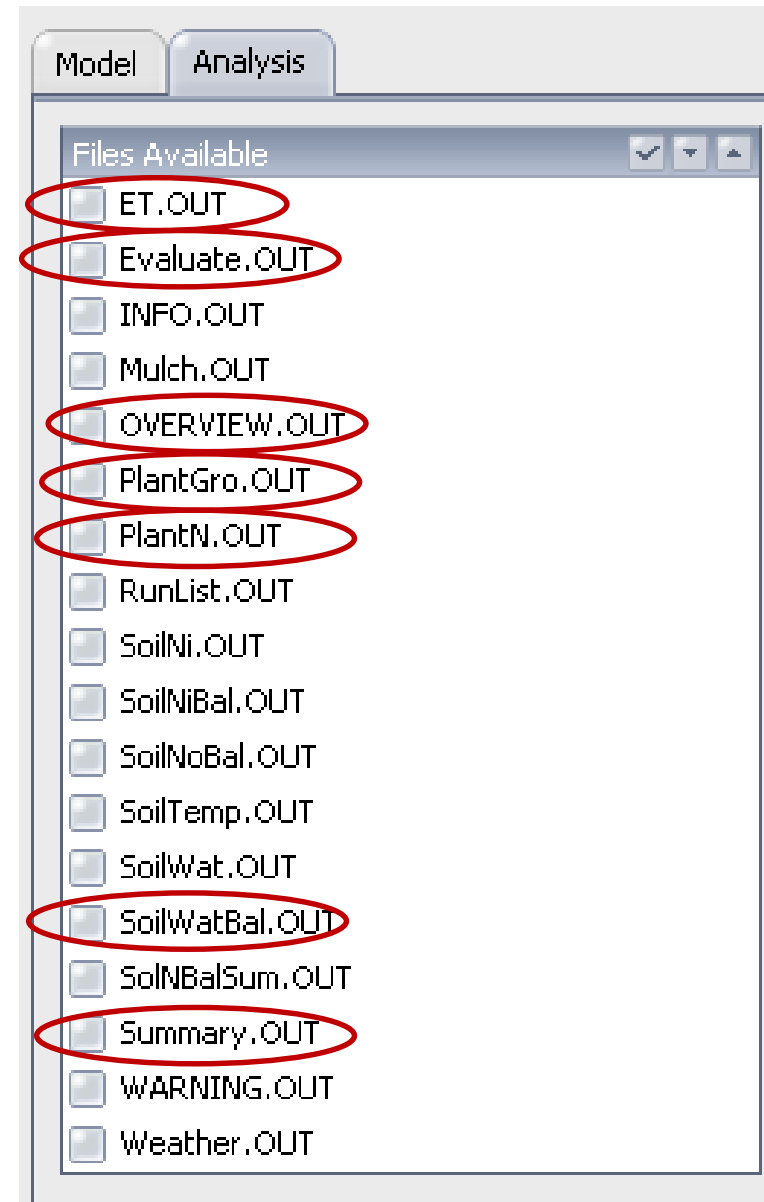 Model Analysis
Files Available
ET.OUT
Evaluate.OUT
INFO.OUT
Mulch.OUT
OVERVIEW.OUT
PlantGro.OUT
PlantN.OUT
RunList.OUT
SoilNi.OUT
SoilNiBal.OUT
SoilNoBal.OUT
SoilTemp.OUT
SoilWat.OUT
SoilWatBal.OUT
SolNBalSum.OUT
Summary.OUT
WARNING.OUT
Weather.OUT